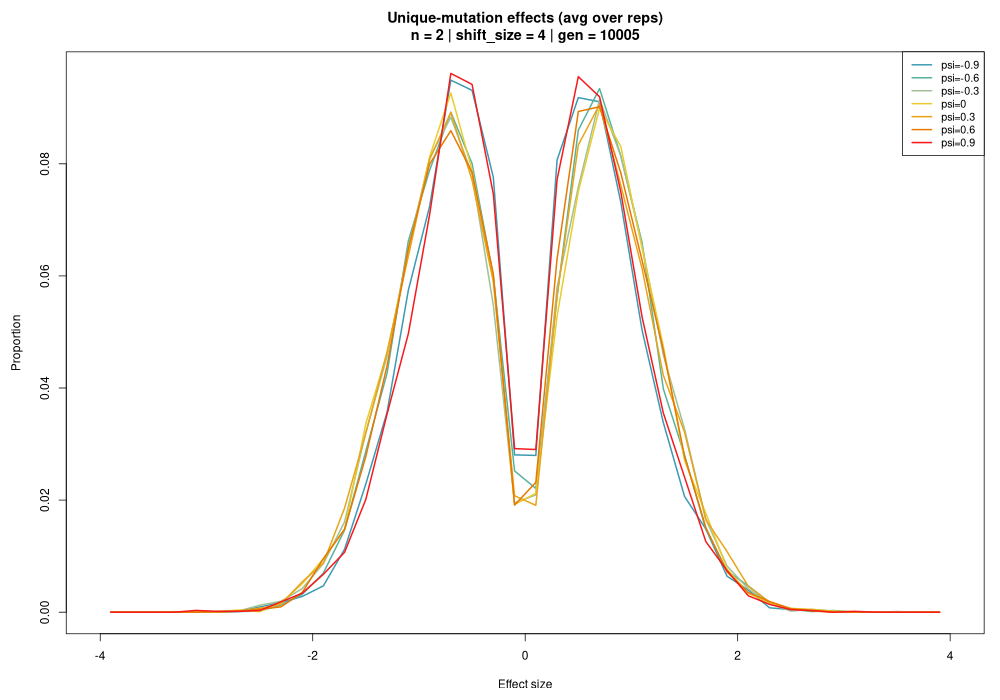 Unique-mutation effects (avg over reps)
n = 2 | shift_size = 4 | gen = 10005
psi=-0.9
psi=-0.6
psi=-0.3
psi=0
psi=0.3
psi=0.6
psi=0.9
Proportion
0.08
0.06
0.04
0.02
0.00
-4 -2 0 2 4
Effect size